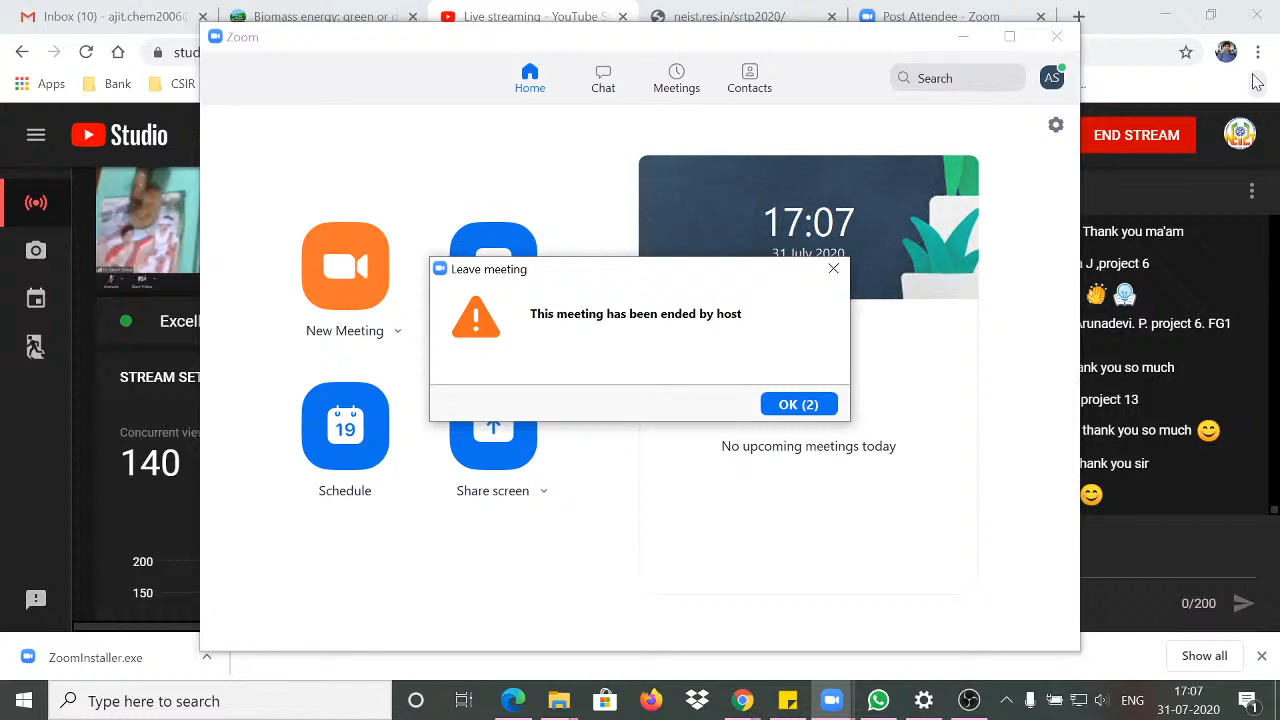 Inbox (10) - ajit.chem2006
Biomass energy: green or d
Live streaming - YouTube S
neist.res.in/srtp2020/
Post Attendee - Zoom
Zoom
stud
Apps
Bank
CSIR
Home
Chat
Meetings
Contacts
Search
AS
Studio
END STREAM
17:07
31 July 2020
Thank you ma'am
a J ,project 6
Arunadevi. P. project 6. FG1
Leave meeting
This meeting has been ended by host
OK (2)
New Meeting
Excell
STREAM SET
ank you so much
project 13
thank you so much
hank you sir
Concurrent view
140
19
No upcoming meetings today
Schedule
Share screen
200
150
0/200
ZoomInstaller.exe
Show all
Type here to search
ENG
17:07
31-07-2020
1